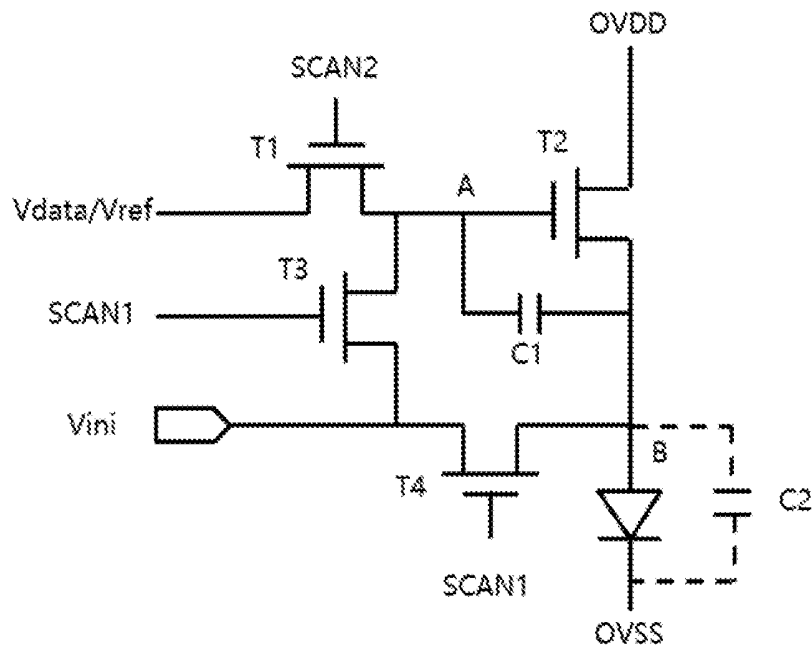 OVDD
SCAN2
T1
T2
A
Vdata/Vref
T3
SCAN1
C1
Vini
B
T4
C2
SCAN1
OVSS